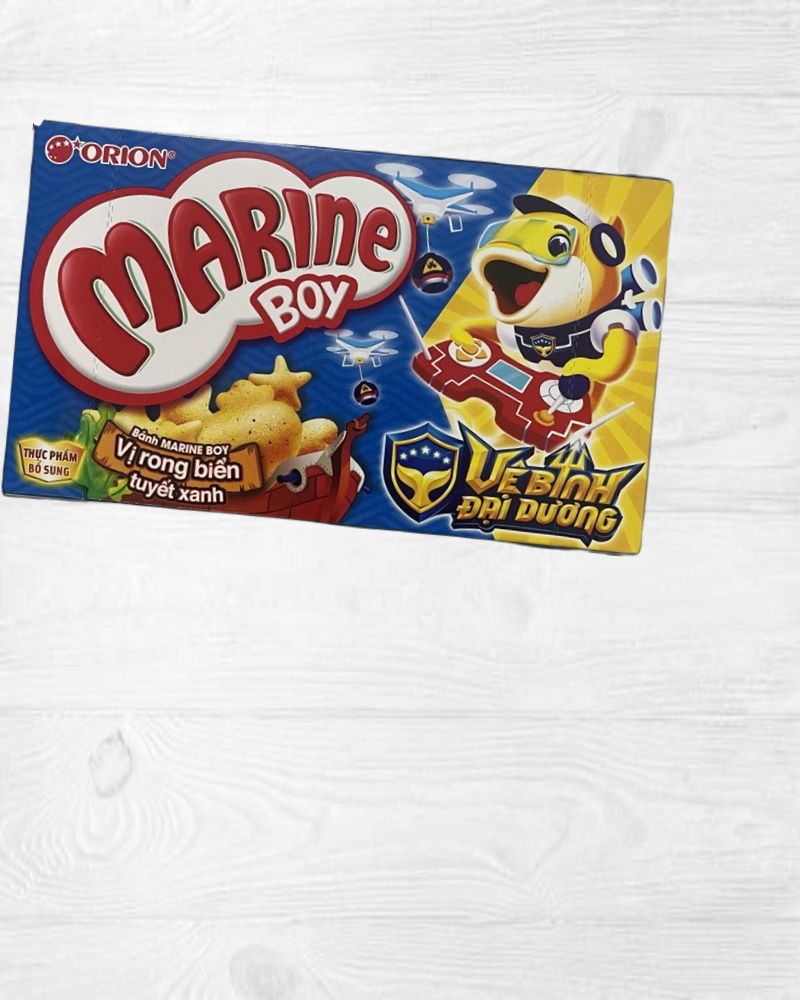 ORION®
MARINE
BOY
Bánh MARINE BOY
Vị rong biển
tuyết xanh
THỰC PHẨM
BỔ SUNG
VỆ BINH
ĐẠI DƯƠNG